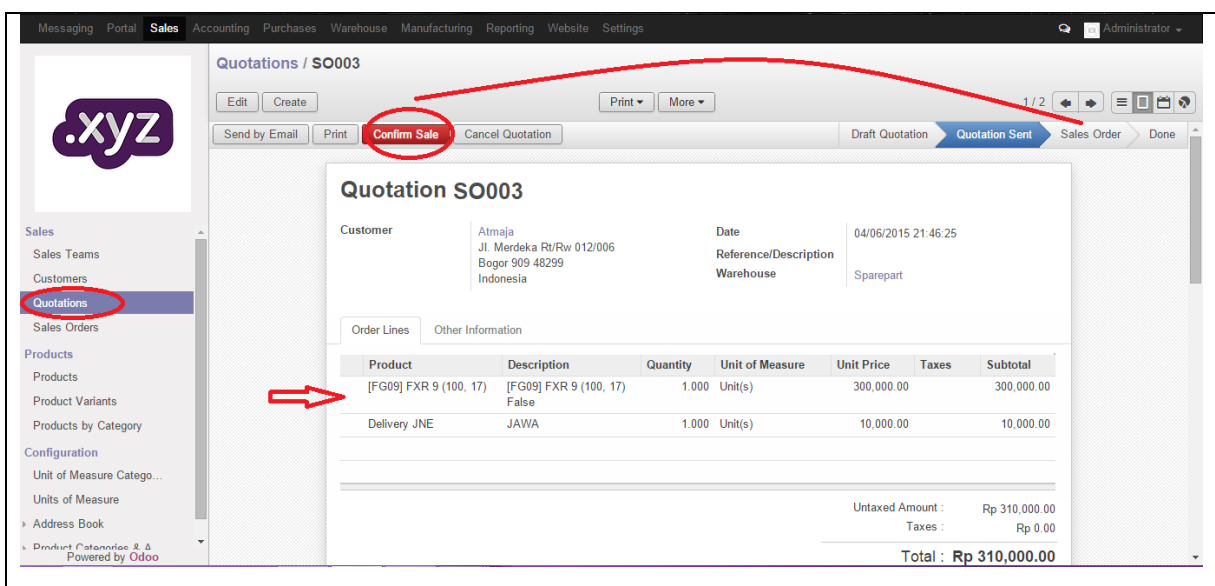 Messaging Portal Sales Accounting Purchases Warehouse Manufacturing Reporting Website Settings Administrator
Quotations / SO003
Edit Create Print More 1 / 2
Send by Email Print Confirm Sale Cancel Quotation Draft Quotation Quotation Sent Sales Order Done
.xyz
Sales
Sales Teams
Customers
Quotations
Sales Orders
Products
Products
Product Variants
Products by Category
Configuration
Unit of Measure Catego...
Units of Measure
Address Book
Product Categories & A
Powered by Odoo
Quotation SO003
Customer Atmaja
Jl. Merdeka Rt/Rw 012/006
Bogor 909 48299
Indonesia
Date 04/06/2015 21:46:25
Reference/Description
Warehouse Sparepart
Order Lines Other Information
Product Description Quantity Unit of Measure Unit Price Taxes Subtotal
[FG09] FXR 9 (100, 17) [FG09] FXR 9 (100, 17) 1.000 Unit(s) 300,000.00 300,000.00
False
Delivery JNE JAWA 1.000 Unit(s) 10,000.00 10,000.00
Untaxed Amount : Rp 310,000.00
Taxes : Rp 0.00
Total : Rp 310,000.00